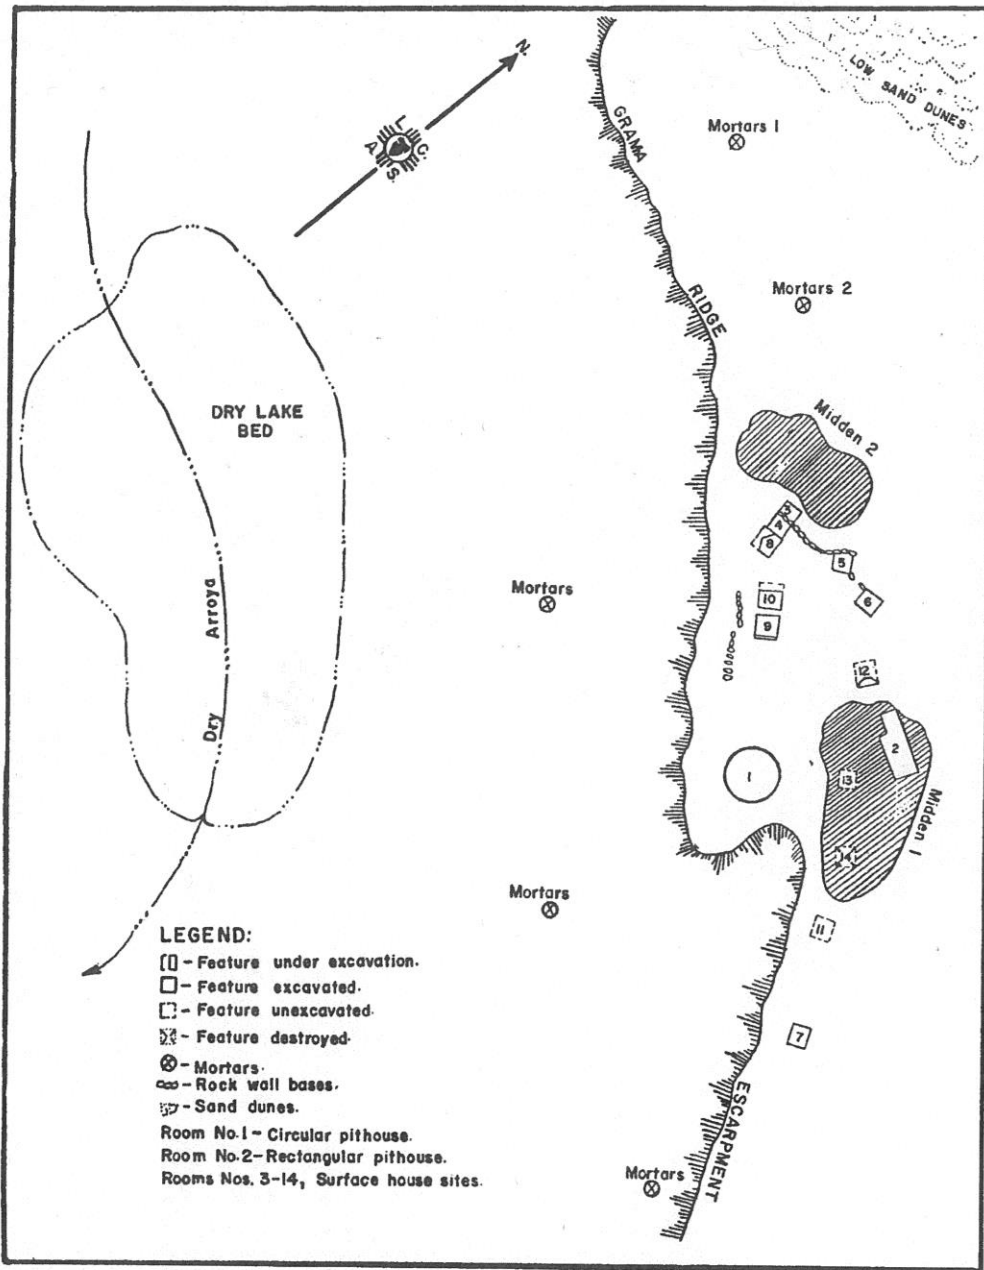 N.
L.
C.
A
S.
LOW SAND DUNES
GRAMA
RIDGE
Mortars 1
Mortars 2
Midden 2
DRY LAKE
BED
Dry Arroya
Mortars
3
4
8
5
6
10
9
12
2
1
13
14
Midden 1
11
7
Mortars
ESCARPMENT
Mortars
LEGEND:
- Feature under excavation.
- Feature excavated.
- Feature unexcavated.
- Feature destroyed.
- Mortars.
- Rock wall bases.
- Sand dunes.
Room No.1- Circular pithouse.
Room No.2-Rectangular pithouse.
Rooms Nos. 3-14, Surface house sites.